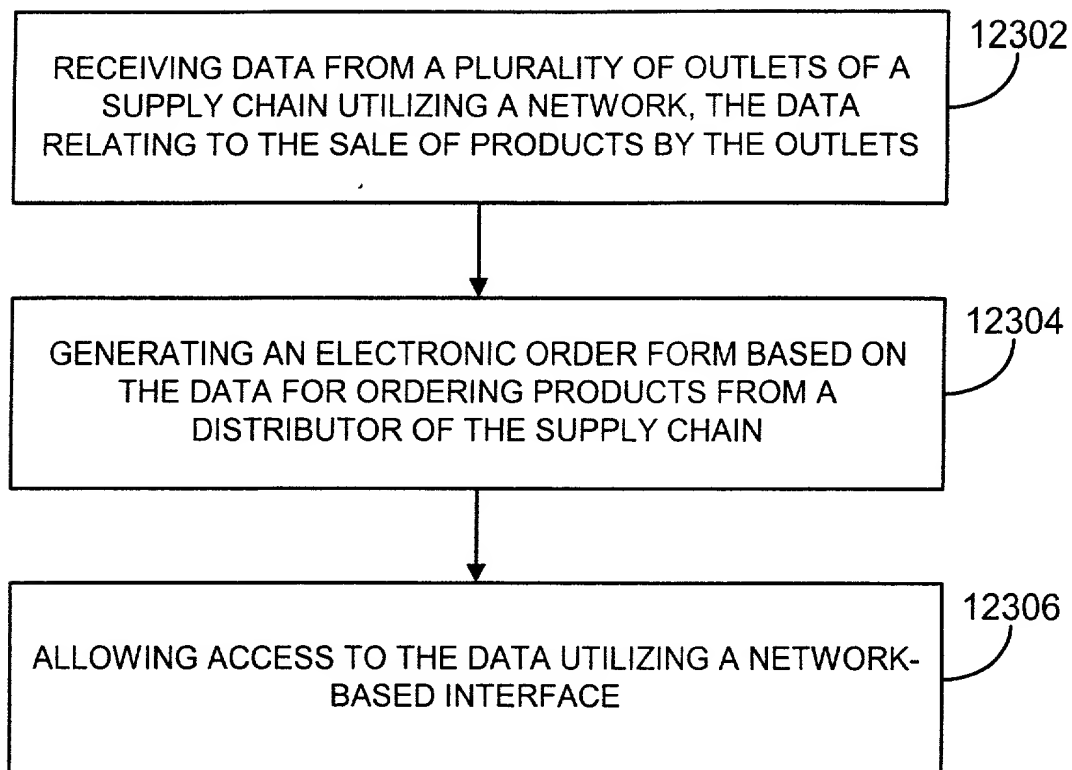 12302
RECEIVING DATA FROM A PLURALITY OF OUTLETS OF A
SUPPLY CHAIN UTILIZING A NETWORK, THE DATA
RELATING TO THE SALE OF PRODUCTS BY THE OUTLETS
12304
GENERATING AN ELECTRONIC ORDER FORM BASED ON
THE DATA FOR ORDERING PRODUCTS FROM A
DISTRIBUTOR OF THE SUPPLY CHAIN
12306
ALLOWING ACCESS TO THE DATA UTILIZING A NETWORK-
BASED INTERFACE